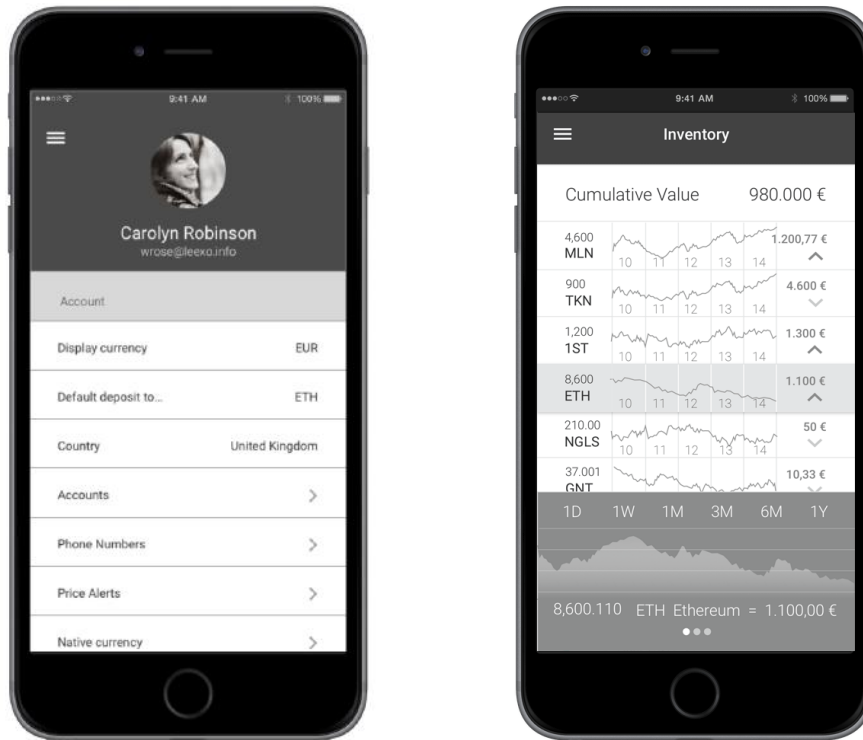 9:41 AM
100%
Carolyn Robinson
wrose@leexo.info
Account
Display currency EUR
Default deposit to... ETH
Country United Kingdom
Accounts
Phone Numbers
Price Alerts
Native currency
9:41 AM
100%
Inventory
Cumulative Value 980.000 €
4,600 1.200,77 €
MLN
10 11 12 13 14
900 4.600 €
TKN
10 11 12 13 14
1,200 1.300 €
1ST
10 11 12 13 14
8,600 1.100 €
ETH
10 11 12 13 14
210.00 50 €
NGLS
10 11 12 13 14
37.001 10,33 €
GNT
1D 1W 1M 3M 6M 1Y
8,600.110 ETH Ethereum = 1.100,00 €